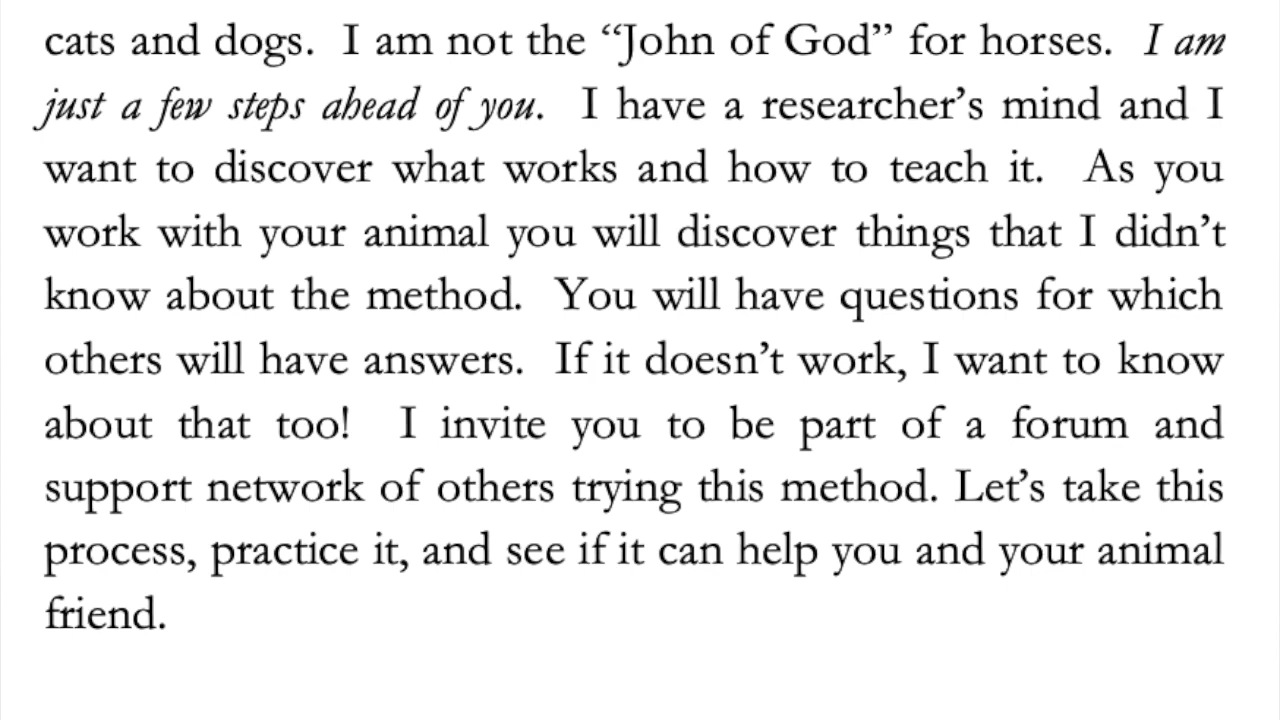 cats and dogs.  I am not the “John of God” for horses.  I am
just a few steps ahead of you.  I have a researcher’s mind and I
want to discover what works and how to teach it.  As you
work with your animal you will discover things that I didn’t
know about the method.  You will have questions for which
others will have answers.  If it doesn’t work, I want to know
about that too!  I invite you to be part of a forum and
support network of others trying this method. Let’s take this
process, practice it, and see if it can help you and your animal
friend.